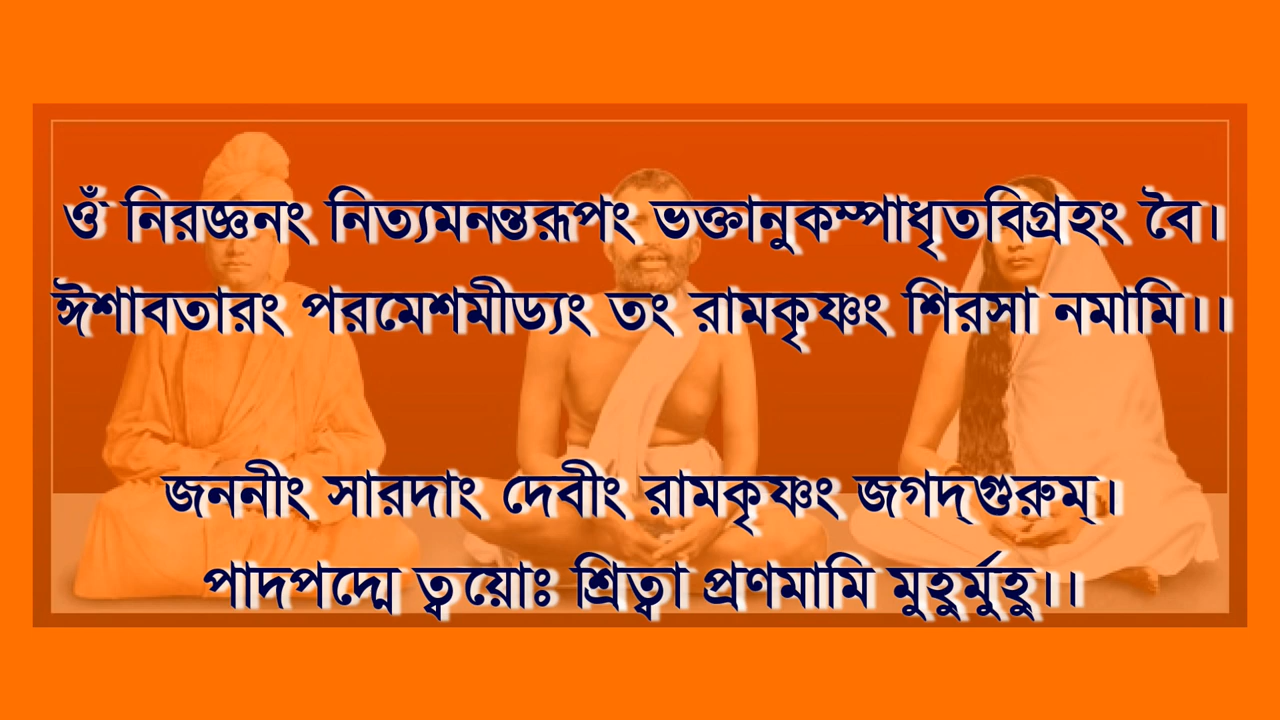 ওঁ নিরঞ্জনং নিত্যমনন্তরূপং ভক্তানুকম্পাধৃতবিগ্রহং বৈ।
ঈশাবতারং পরমেশমীড্যং তং রামকৃষ্ণং শিরসা নমামি।।
জননীং সারদাং দেবীং রামকৃষ্ণং জগদ্‌গুরুম্।
পাদপদ্মে ত্বয়োঃ শ্রিত্বা প্রণমামি মুহুর্মুহু।।